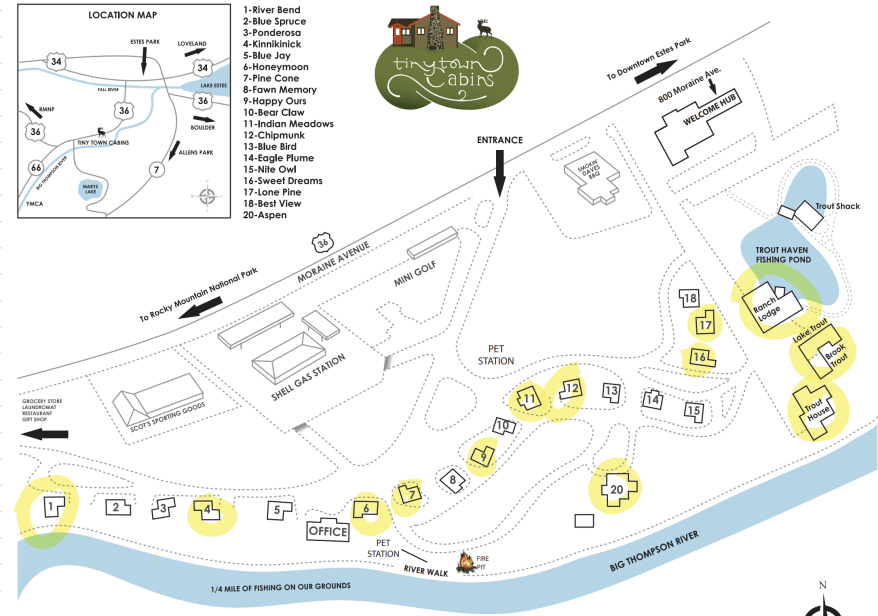 LOCATION MAP
ESTES PARK
LOVELAND
34
34
LAKE ESTES
FALL RIVER
36
36
RMNP
BOULDER
36
TINY TOWN CABINS
ALLENS PARK
66
BIG THOMPSON RIVER
7
MARYS
LAKE
YMCA
1-River Bend
2-Blue Spruce
3-Ponderosa
4-Kinnikinick
5-Blue Jay
6-Honeymoon
7-Pine Cone
8-Fawn Memory
9-Happy Ours
10-Bear Claw
11-Indian Meadows
12-Chipmunk
13-Blue Bird
14-Eagle Plume
15-Nite Owl
16-Sweet Dreams
17-Lone Pine
18-Best View
20-Aspen
tiny town
Cabins
2
To Downtown Estes Park
800 Moraine Ave.
WELCOME HUB
ENTRANCE
SMOKIN'
DAVES
BBQ
Trout Shack
TROUT HAVEN
FISHING POND
36
MORAINE AVENUE
To Rocky Mountain National Park
MINI GOLF
Ranch
Lodge
18
17
16
Lake Trout
Brook
Trout
Trout
House
PET
STATION
SHELL GAS STATION
SCOT'S SPORTING GOODS
GROCERY STORE
LAUNDROMAT
RESTAURANT
GIFT SHOP
11
12
13
14
15
10
9
8
7
20
1
2
3
4
5
6
OFFICE
PET
STATION
RIVER WALK
FIRE
PIT
BIG THOMPSON RIVER
1/4 MILE OF FISHING ON OUR GROUNDS
N